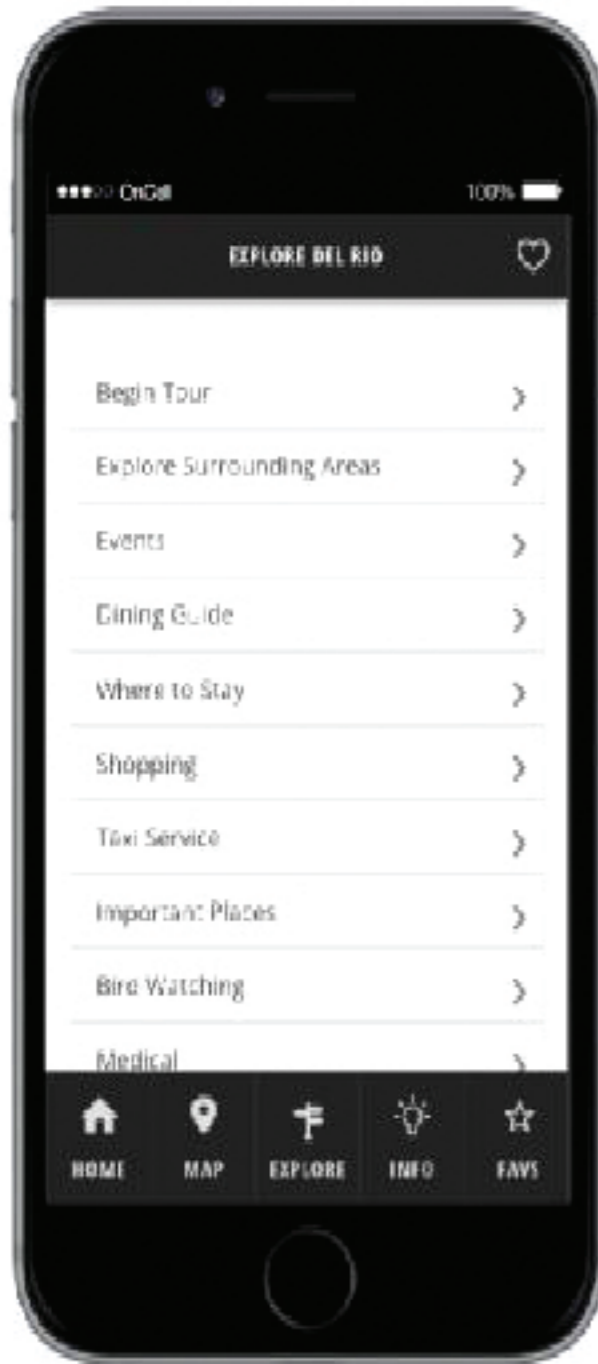 OnCall 100%
EXPLORE DEL RIO
Begin Tour
Explore Surrounding Areas
Events
Dining Guide
Where to Stay
Shopping
Taxi Service
Important Places
Bird Watching
Medical
HOME MAP EXPLORE INFO FAVS